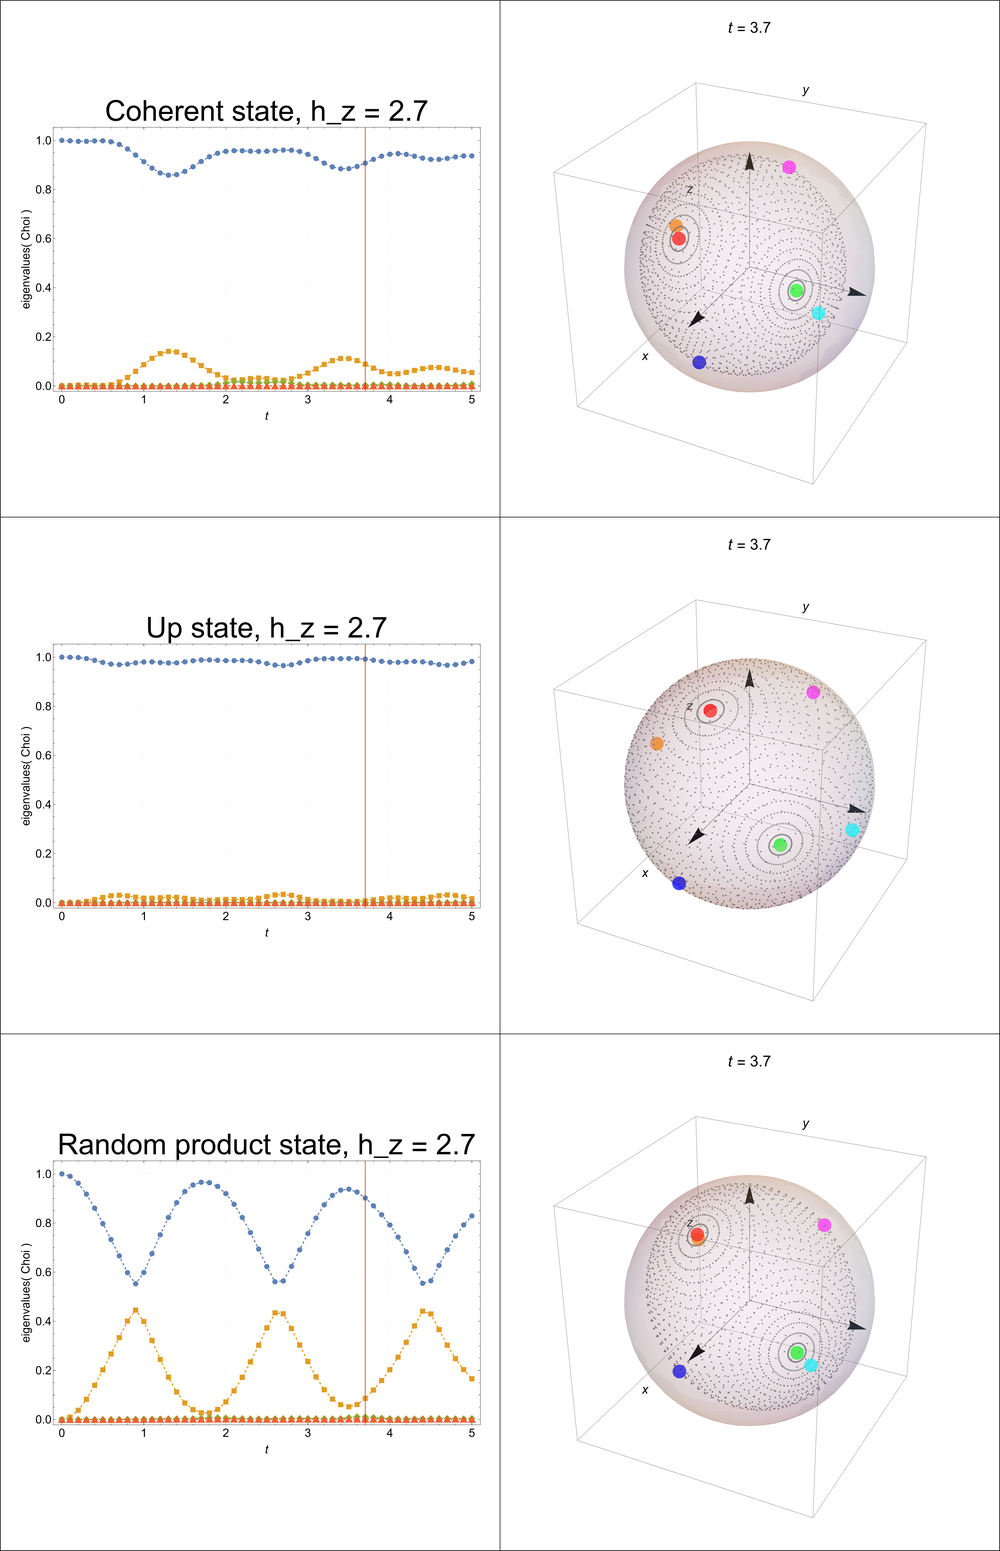 t = 3.7
y
Coherent state, h_z = 2.7
1.0
0.8
z
0.6
eigenvalues( Choi )
0.4
x
0.2
0.0
0 1 2 3 4 5
t
t = 3.7
y
Up state, h_z = 2.7
1.0
0.8
z
0.6
eigenvalues( Choi )
0.4
x
0.2
0.0
0 1 2 3 4 5
t
t = 3.7
y
Random product state, h_z = 2.7
1.0
0.8
z
0.6
eigenvalues( Choi )
0.4
x
0.2
0.0
0 1 2 3 4 5
t